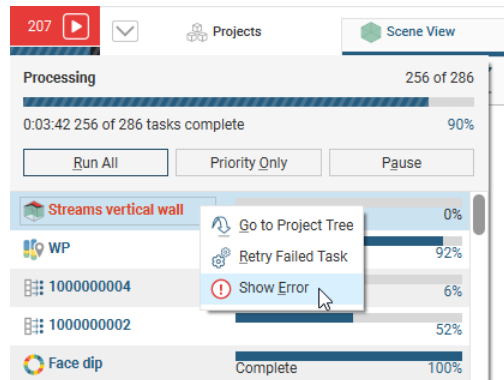 207
Projects
Scene View
Processing 256 of 286
0:03:42 256 of 286 tasks complete 90%
Run All Priority Only Pause
Streams vertical wall 0%
Go to Project Tree
WP 92%
Retry Failed Task
1000000004 6%
Show Error
1000000002 52%
Face dip Complete 100%